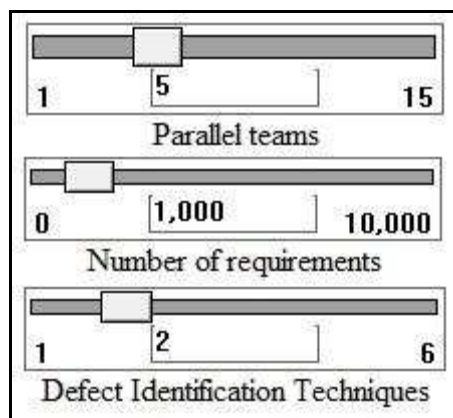 5
1 15
Parallel teams
1,000
0 10,000
Number of requirements
2
1 6
Defect Identification Techniques